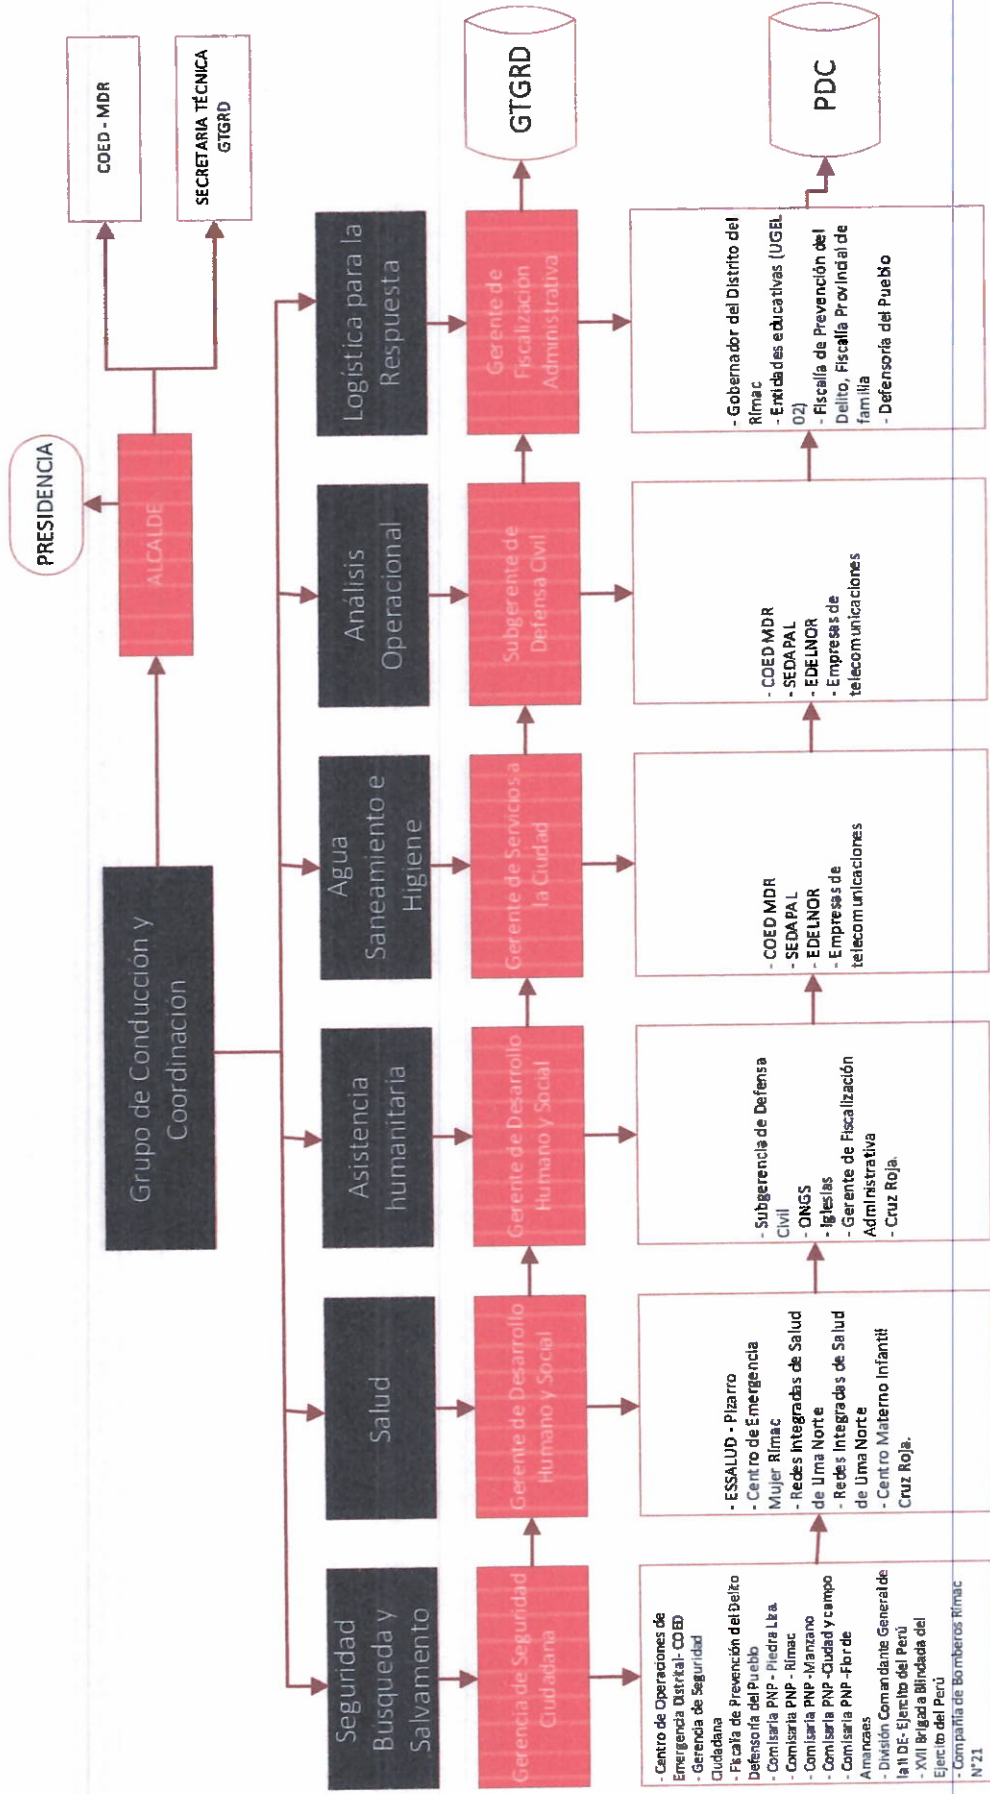 PRESIDENCIA
ALCALDE
COED - MDR
SECRETARIA TÉCNICA
GTGRD
Grupo de Conducción y
Coordinación
Seguridad
Búsqueda y
Salvamento
Salud
Asistencia
humanitaria
Agua
Saneamiento e
Higiene
Análisis
Operacional
Logística para la
Respuesta
Gerencia de Seguridad
Ciudadana
Gerente de Desarrollo
Humano y Social
Gerente de Desarrollo
Humano y Social
Gerente de Servicios a
la Ciudad
Subgerente de
Defensa Civil
Gerente de
Fiscalización
Administrativa
GTGRD
- Centro de Operaciones de
Emergencia Distrital- COED
- Gerencia de Seguridad
Ciudadana
- Fiscalía de Prevención del Delito
Defensoría del Pueblo
- Comisaria PNP - Piedra Liza
- Comisaria PNP - Rímac
- Comisaria PNP -Manzano
- Comisaria PNP -Ciudad y campo
- Comisaria PNP -Flor de
Amancaes
- División Comandante General de
la II DE- Ejercito del Perú
- XVII Brigada Blindada del
Ejercito del Perú
- Compañía de Bomberos Rímac
N°21
- ESSALUD - Pizarro
- Centro de Emergencia
Mujer Rímac
- Redes Integradas de Salud
de Lima Norte
- Redes Integradas de Salud
de Lima Norte
- Centro Materno Infantil
Cruz Roja.
- Subgerencia de Defensa
Civil
- ONGS
- Iglesias
- Gerente de Fiscalización
Administrativa
- Cruz Roja.
- COED MDR
- SEDAPAL
- EDELNOR
- Empresas de
telecomunicaciones
- COED MDR
- SEDAPAL
- EDELNOR
- Empresas de
telecomunicaciones
- Gobernador del Distrito del
Rímac
- Entidades educativas (UGEL
02)
- Fiscalía de Prevención del
Delito, Fiscalía Provincial de
familia
- Defensoría del Pueblo
PDC